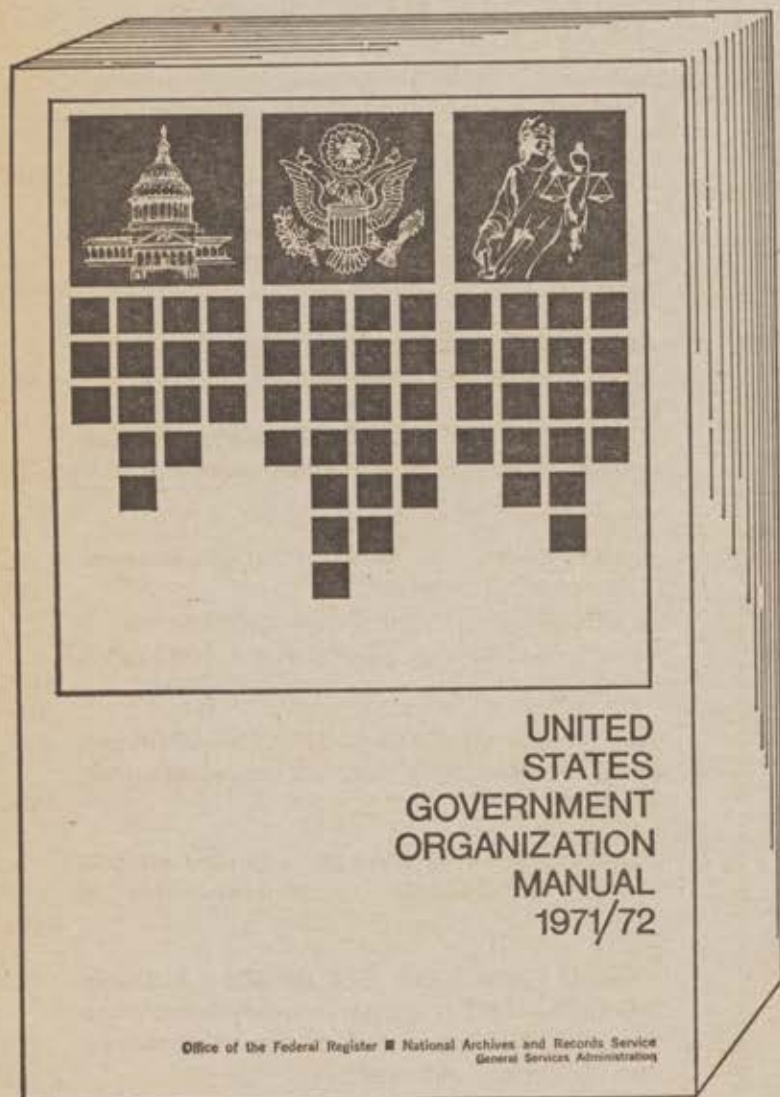 UNITED
STATES
GOVERNMENT
ORGANIZATION
MANUAL
1971/72
Office of the Federal Register ■ National Archives and Records Service
General Services Administration